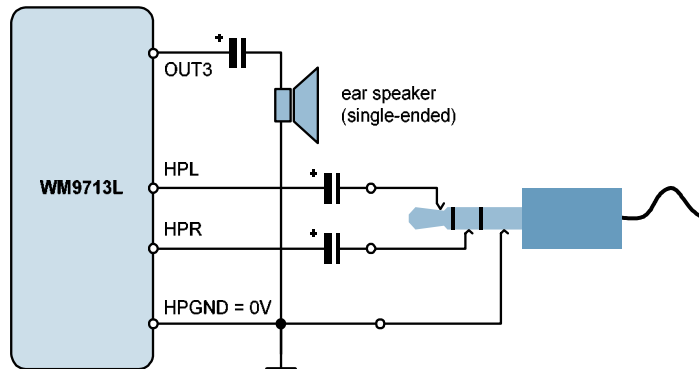 +
OUT3
ear speaker
(single-ended)
HPL
+
WM9713L
HPR
+
HPGND = 0V